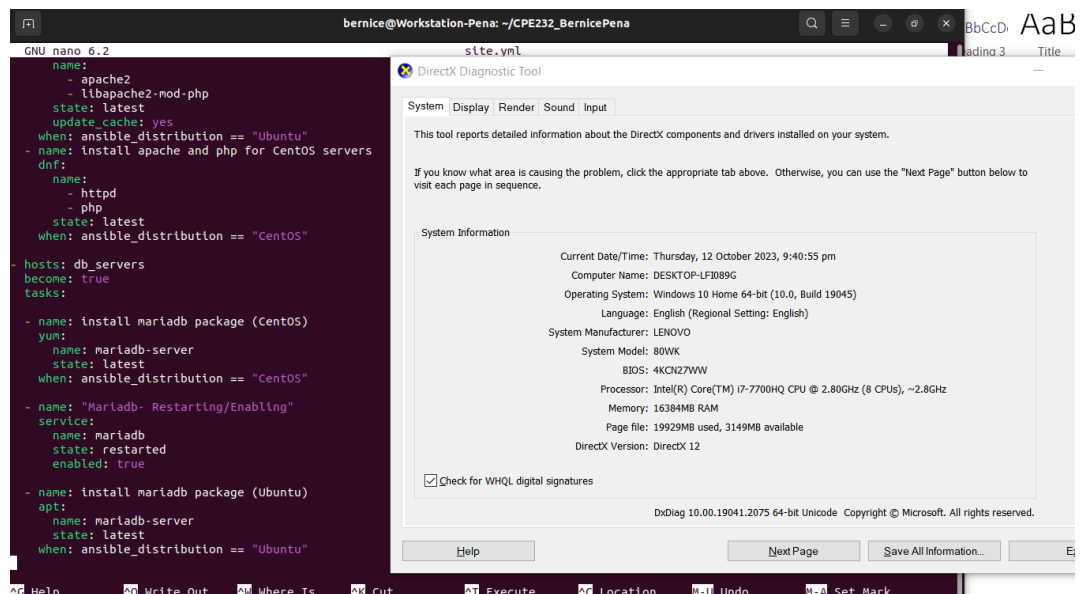 bernice@Workstation-Pena: ~/CPE232_BernicePena
GNU nano 6.2 site.yml
name:
- apache2
- libapache2-mod-php
state: latest
update_cache: yes
when: ansible_distribution == "Ubuntu"
- name: install apache and php for CentOS servers
dnf:
name:
- httpd
- php
state: latest
when: ansible_distribution == "CentOS"
- hosts: db_servers
become: true
tasks:
- name: install mariadb package (CentOS)
yum:
name: mariadb-server
state: latest
when: ansible_distribution == "CentOS"
- name: "Mariadb- Restarting/Enabling"
service:
name: mariadb
state: restarted
enabled: true
- name: install mariadb package (Ubuntu)
apt:
name: mariadb-server
state: latest
when: ansible_distribution == "Ubuntu"
^G Help ^O Write Out ^W Where Is ^K Cut ^T Execute ^C Location M-U Undo M-A Set Mark
DirectX Diagnostic Tool
System Display Render Sound Input
This tool reports detailed information about the DirectX components and drivers installed on your system.
If you know what area is causing the problem, click the appropriate tab above. Otherwise, you can use the "Next Page" button below to
visit each page in sequence.
System Information
Current Date/Time: Thursday, 12 October 2023, 9:40:55 pm
Computer Name: DESKTOP-LFI089G
Operating System: Windows 10 Home 64-bit (10.0, Build 19045)
Language: English (Regional Setting: English)
System Manufacturer: LENOVO
System Model: 80WK
BIOS: 4KCN27WW
Processor: Intel(R) Core(TM) i7-7700HQ CPU @ 2.80GHz (8 CPUs), ~2.8GHz
Memory: 16384MB RAM
Page file: 19929MB used, 3149MB available
DirectX Version: DirectX 12
Check for WHQL digital signatures
DxDiag 10.00.19041.2075 64-bit Unicode Copyright © Microsoft. All rights reserved.
Help Next Page Save All Information...
BbCcD AaB
eading 3 Title